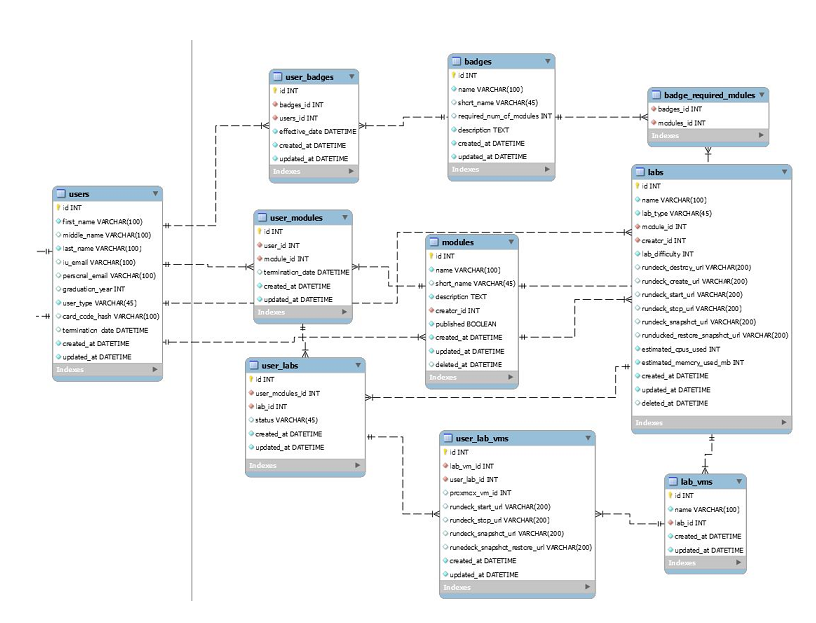 user_badges
id INT
badges_id INT
users_id INT
effective_date DATETIME
created_at DATETIME
updated_at DATETIME
Indexes
badges
id INT
name VARCHAR(100)
short_name VARCHAR(45)
required_num_of_modules INT
description TEXT
created_at DATETIME
updated_at DATETIME
Indexes
badge_required_mdules
badges_id INT
modules_id INT
Indexes
users
id INT
first_name VARCHAR(100)
middle_name VARCHAR(100)
last_name VARCHAR(100)
iu_email VARCHAR(100)
personal_email VARCHAR(100)
graduation_year INT
user_type VARCHAR(45)
card_code_hash VARCHAR(100)
termination_date DATETIME
created_at DATETIME
updated_at DATETIME
Indexes
user_modules
id INT
user_id INT
module_id INT
termination_date DATETIME
created_at DATETIME
updated_at DATETIME
Indexes
modules
id INT
name VARCHAR(100)
short_name VARCHAR(45)
description TEXT
creator_id INT
published BOOLEAN
created_at DATETIME
updated_at DATETIME
deleted_at DATETIME
Indexes
labs
id INT
name VARCHAR(100)
lab_type VARCHAR(45)
module_id INT
creator_id INT
lab_difficulty INT
rundeck_destroy_url VARCHAR(200)
rundeck_create_url VARCHAR(200)
rundeck_start_url VARCHAR(200)
rundeck_stop_url VARCHAR(200)
rundeck_snapshot_url VARCHAR(200)
runducked_restore_snapshot_url VARCHAR(200)
estimated_cpus_used INT
estimated_memory_used_mb INT
created_at DATETIME
updated_at DATETIME
deleted_at DATETIME
Indexes
user_labs
id INT
user_modules_id INT
lab_id INT
status VARCHAR(45)
created_at DATETIME
updated_at DATETIME
Indexes
user_lab_vms
id INT
lab_vm_id INT
user_lab_id INT
proxmox_vm_id INT
rundeck_start_url VARCHAR(200)
rundeck_stop_url VARCHAR(200)
rundeck_snapshot_url VARCHAR(200)
runedeck_snapshot_restore_url VARCHAR(200)
created_at DATETIME
updated_at DATETIME
Indexes
lab_vms
id INT
name VARCHAR(100)
lab_id INT
created_at DATETIME
updated_at DATETIME
Indexes